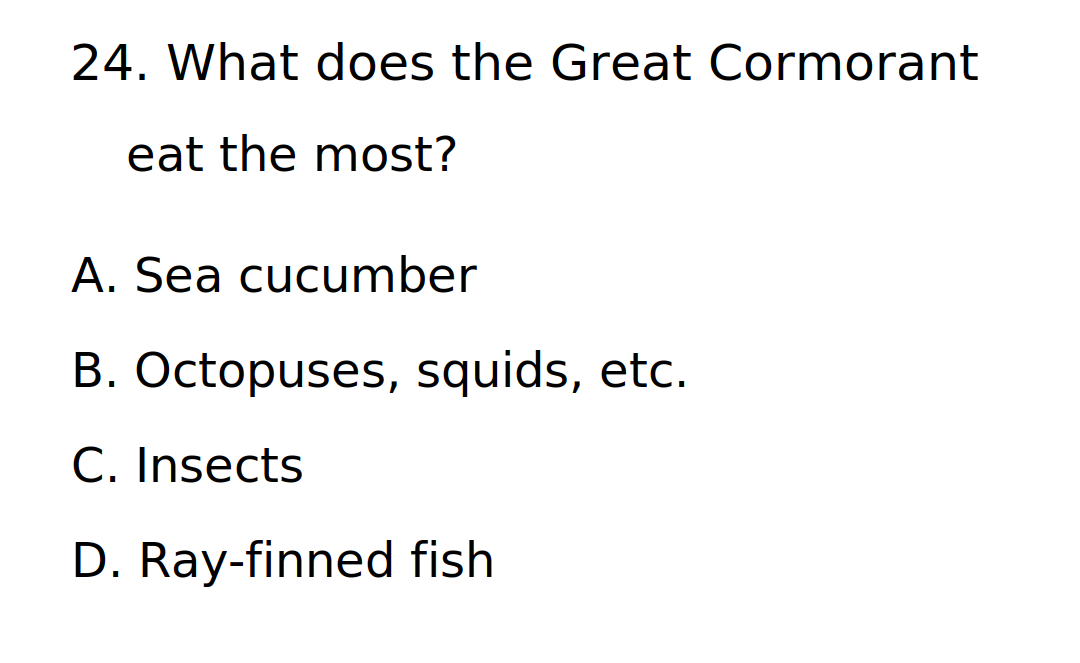 24. What does the Great Cormorant
eat the most?
A. Sea cucumber
B. Octopuses, squids, etc.
C. Insects
D. Ray-finned fish